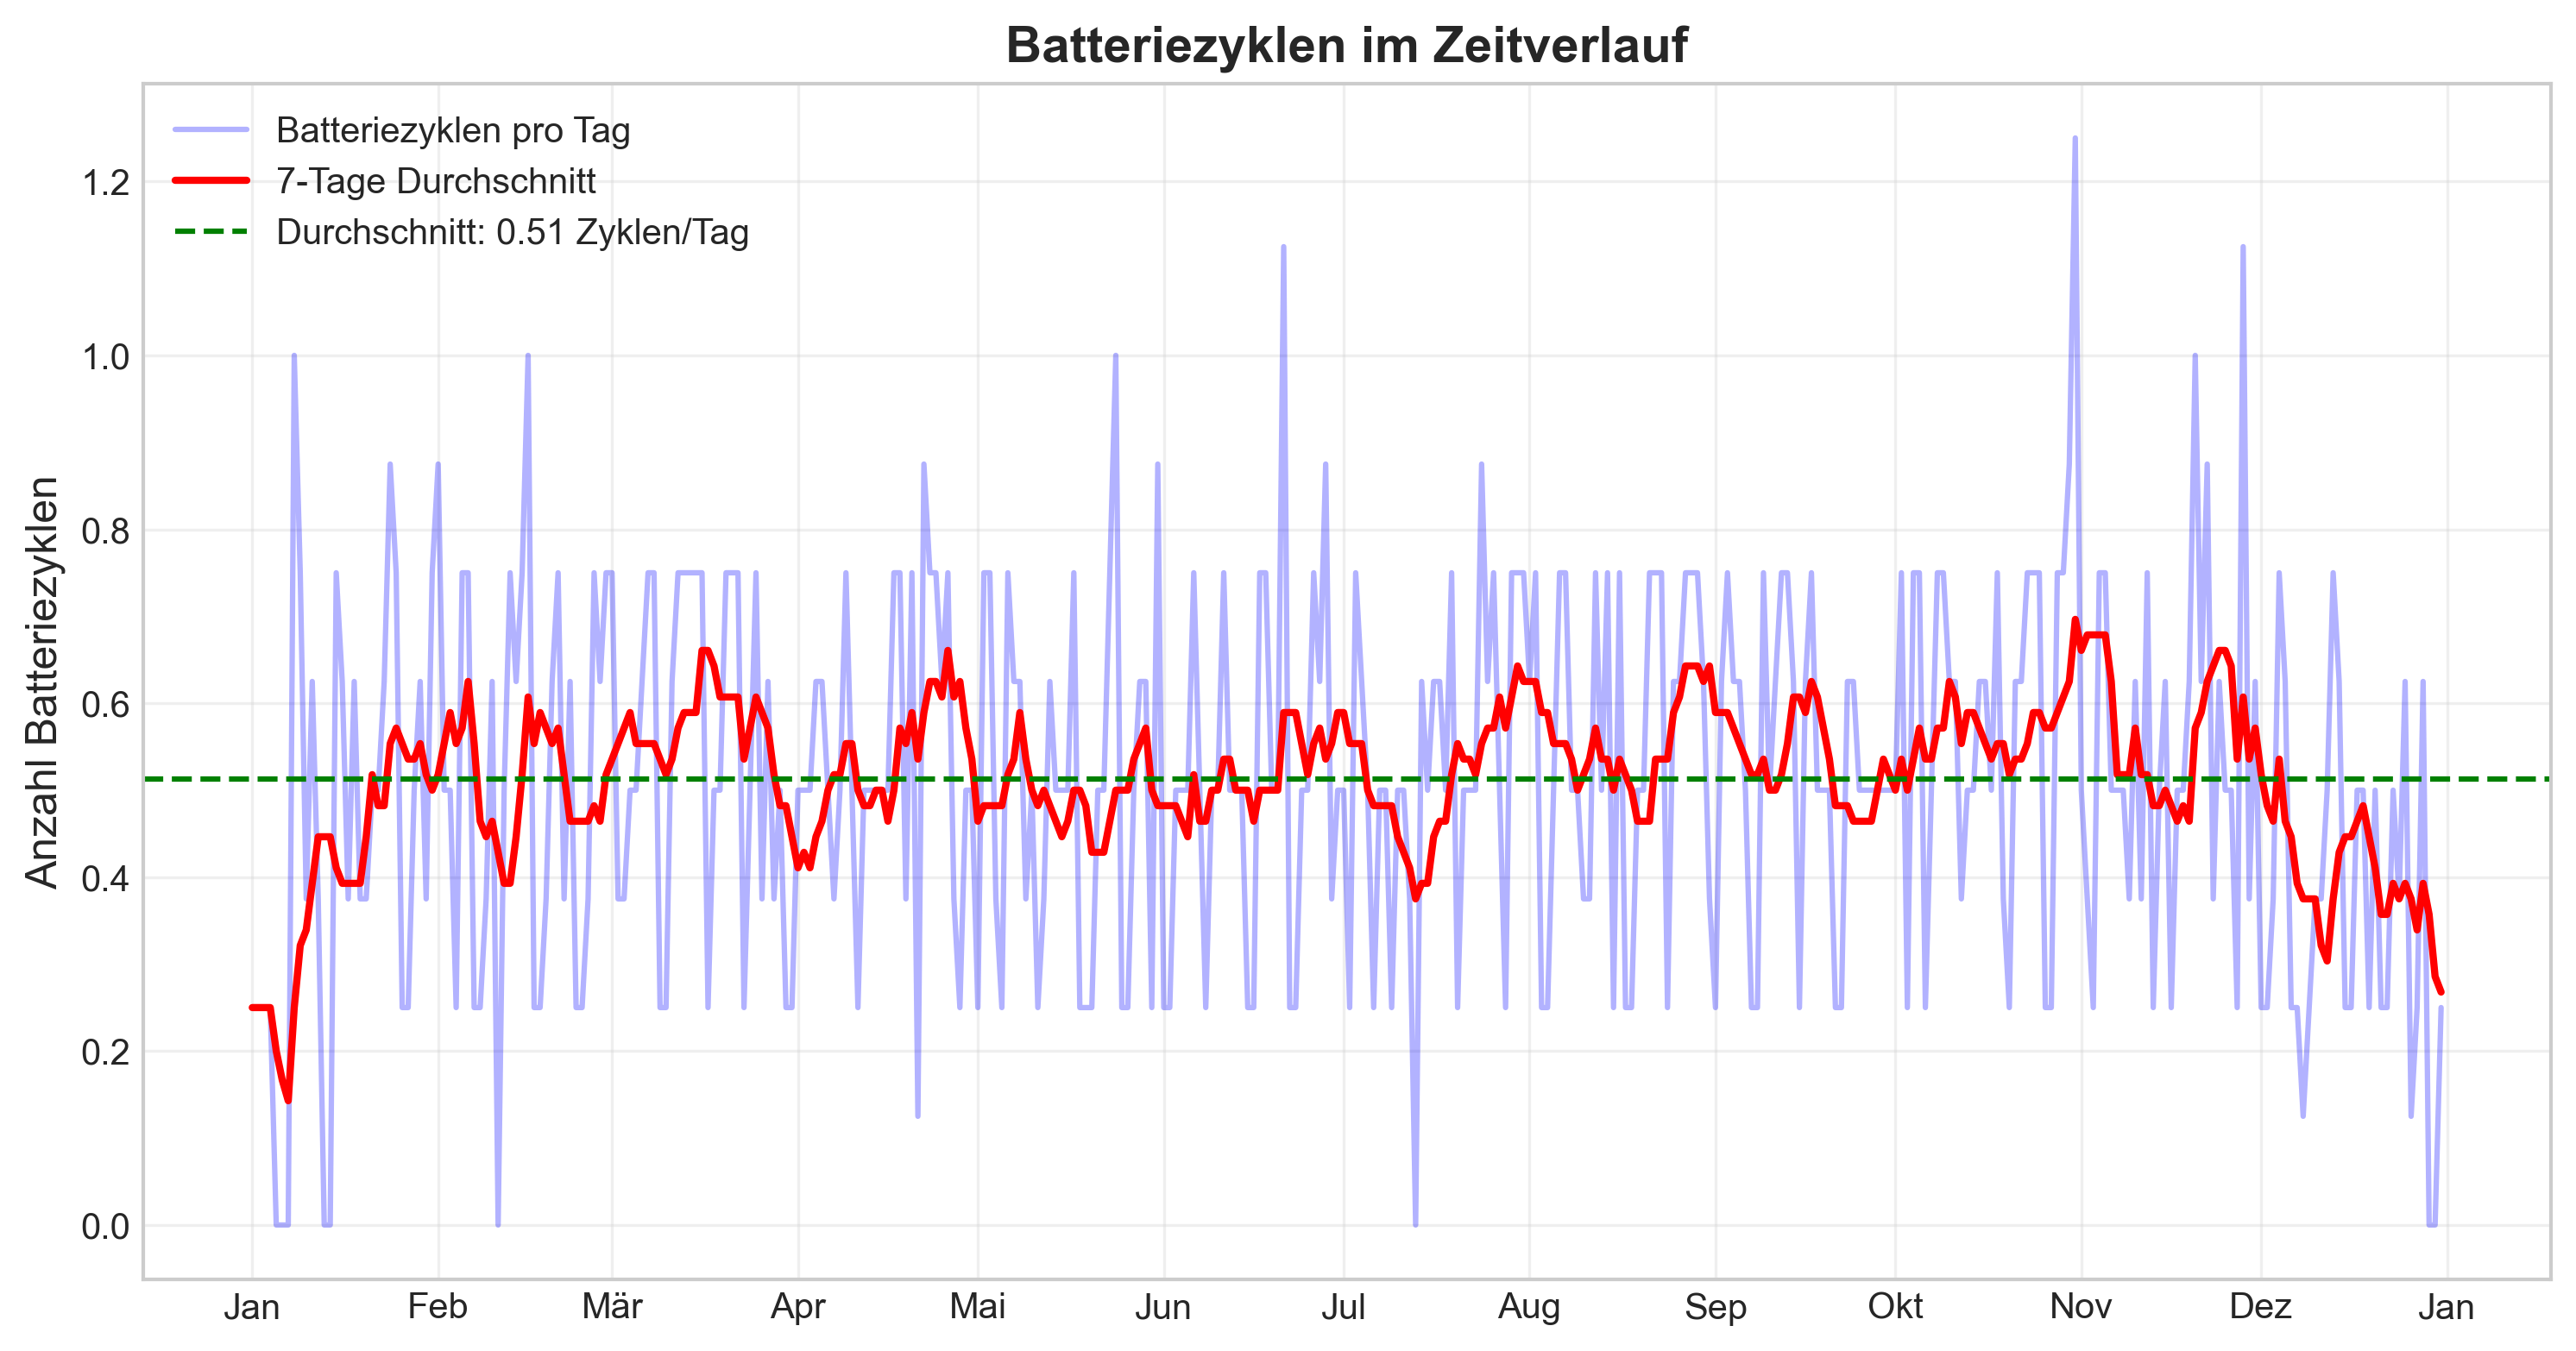 Batteriezyklen im Zeitverlauf
Batteriezyklen pro Tag
7-Tage Durchschnitt
Durchschnitt: 0.51 Zyklen/Tag
Anzahl Batteriezyklen
1.2
1.0
0.8
0.6
0.4
0.2
0.0
Jan Feb Mär Apr Mai Jun Jul Aug Sep Okt Nov Dez Jan